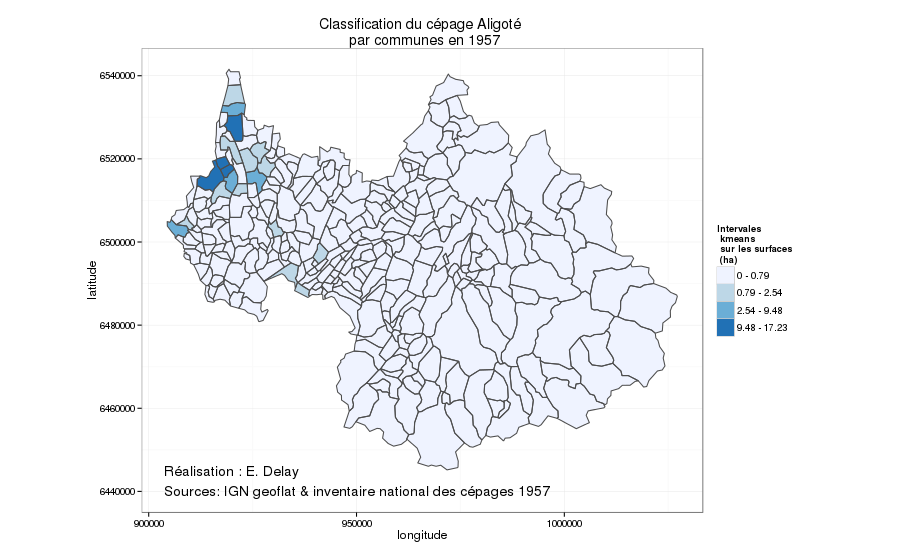 Classification du cépage Aligoté
par communes en 1957
6540000
6520000
6500000
6480000
6460000
6440000
latitude
900000
950000
1000000
longitude
Réalisation : E. Delay
Sources: IGN geoflat & inventaire national des cépages 1957
Intervales
kmeans
sur les surfaces
(ha)
0 - 0.79
0.79 - 2.54
2.54 - 9.48
9.48 - 17.23